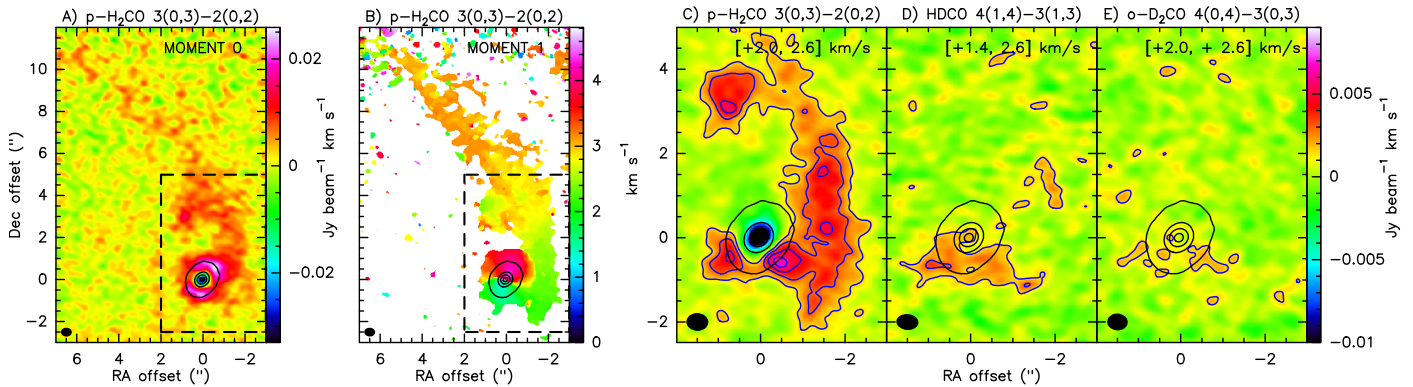 A) p-H₂CO 3(0,3)-2(0,2)
MOMENT 0
Dec offset (")
10
8
6
4
2
0
-2
6 4 2 0 -2
RA offset (")
0.02
0
-0.02
Jy beam⁻¹ km s⁻¹
B) p-H₂CO 3(0,3)-2(0,2)
MOMENT 1
6 4 2 0 -2
RA offset (")
4
3
2
1
0
km s⁻¹
C) p-H₂CO 3(0,3)-2(0,2)
[+2.0, 2.6] km/s
4
2
0
-2
0 -2
D) HDCO 4(1,4)-3(1,3)
[+1.4, 2.6] km/s
0 -2
RA offset (")
E) o-D₂CO 4(0,4)-3(0,3)
[+2.0, + 2.6] km/s
0 -2
0.005
0
-0.005
-0.01
Jy beam⁻¹ km s⁻¹